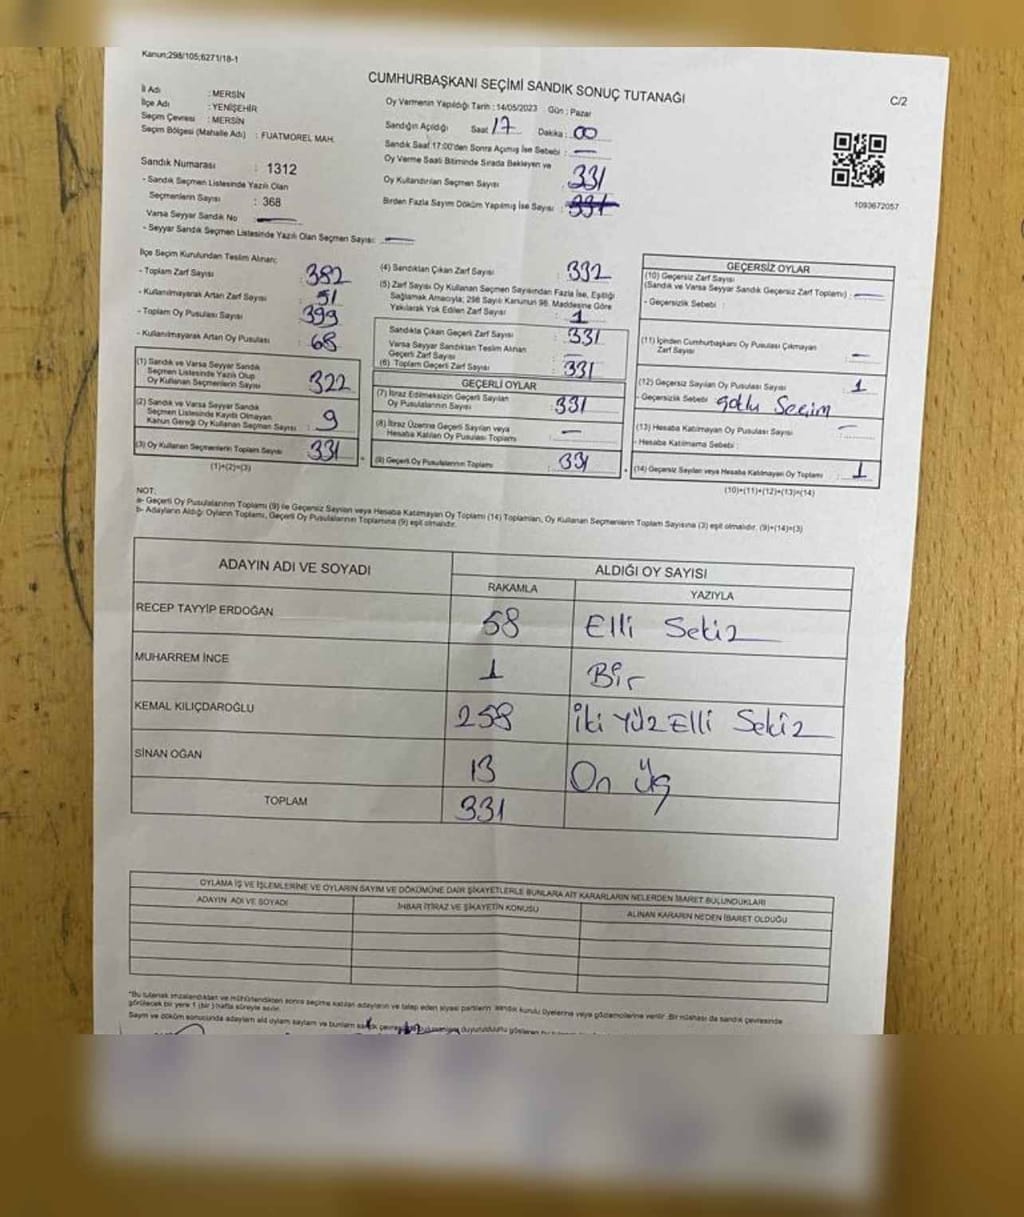 Kanun;298/105;6271/18-1
CUMHURBAŞKANI SEÇİMİ SANDIK SONUÇ TUTANAĞI
C/2
İl Adı : MERSİN
İlçe Adı : YENİŞEHİR
Seçim Çevresi : MERSİN
Seçim Bölgesi (Mahalle Adı) : FUATMOREL MAH.
Sandık Numarası : 1312
- Sandık Seçmen Listesinde Yazılı Olan
Seçmenlerin Sayısı : 368
Varsa Seyyar Sandık No :
- Seyyar Sandık Seçmen Listesinde Yazılı Olan Seçmen Sayısı:
Oy Vermenin Yapıldığı Tarih : 14/05/2023 Gün : Pazar
Sandığın Açıldığı Saat 17 Dakika : 00
Sandık Saat 17:00'den Sonra Açılmış İse Sebebi : —
Oy Verme Saati Bitiminde Sırada Bekleyen ve
Oy Kullandırılan Seçmen Sayısı : 331
Birden Fazla Sayım Döküm Yapılmış İse Sayısı : 331
1093672057
İlçe Seçim Kurulundan Teslim Alınan;
- Toplam Zarf Sayısı : 382
- Kullanılmayarak Artan Zarf Sayısı : 51
- Toplam Oy Pusulası Sayısı : 399
- Kullanılmayarak Artan Oy Pusulası : 68
(1) Sandık ve Varsa Seyyar Sandık
Seçmen Listesinde Yazılı Olup
Oy Kullanan Seçmenlerin Sayısı : 322
(2) Sandık ve Varsa Seyyar Sandık
Seçmen Listesinde Kayıtlı Olmayan
Kanun Gereği Oy Kullanan Seçmen Sayısı : 9
(3) Oy Kullanan Seçmenlerin Toplam Sayısı : 331
(1)+(2)=(3)
(4) Sandıktan Çıkan Zarf Sayısı : 332
(5) Zarf Sayısı Oy Kullanan Seçmen Sayısından Fazla İse, Eşitliği
Sağlamak Amacıyla; 298 Sayılı Kanunun 98. Maddesine Göre
Yakılarak Yok Edilen Zarf Sayısı : 1
Sandıkta Çıkan Geçerli Zarf Sayısı : 331
Varsa Seyyar Sandıktan Teslim Alınan
Geçerli Zarf Sayısı : —
(6) Toplam Geçerli Zarf Sayısı : 331
GEÇERLİ OYLAR
(7) İtiraz Edilmeksizin Geçerli Sayılan
Oy Pusulalarının Sayısı : 331
(8) İtiraz Üzerine Geçerli Sayılan veya
Hesaba Katılan Oy Pusulası Toplamı : —
(9) Geçerli Oy Pusulalarının Toplamı : 331
GEÇERSİZ OYLAR
(10) Geçersiz Zarf Sayısı
(Sandık ve Varsa Seyyar Sandık Geçersiz Zarf Toplamı) : —
- Geçersizlik Sebebi :
(11) İçinden Cumhurbaşkanı Oy Pusulası Çıkmayan
Zarf Sayısı : —
(12) Geçersiz Sayılan Oy Pusulası Sayısı : 1
- Geçersizlik Sebebi Seçim
(13) Hesaba Katılmayan Oy Pusulası Sayısı : —
- Hesaba Katılmama Sebebi :
(14) Geçersiz Sayılan veya Hesaba Katılmayan Oy Toplamı : 1
(10)+(11)+(12)+(13)=(14)
NOT:
a- Geçerli Oy Pusulalarının Toplamı (9) ile Geçersiz Sayılan veya Hesaba Katılmayan Oy Toplamı (14) Toplamları, Oy Kullanan Seçmenlerin Toplam Sayısına (3) eşit olmalıdır. (9)+(14)=(3)
b- Adayların Aldığı Oyların Toplamı, Geçerli Oy Pusulalarının Toplamına (9) eşit olmalıdır.
ADAYIN ADI VE SOYADI ALDIĞI OY SAYISI
RAKAMLA YAZIYLA
RECEP TAYYİP ERDOĞAN 58 Elli Sekiz
MUHARREM İNCE 1 Bir
KEMAL KILIÇDAROĞLU 258 İki Yüz Elli Sekiz
SİNAN OĞAN 13 On Üç
TOPLAM 331
OYLAMA İŞ VE İŞLEMLERİNE VE OYLARIN SAYIM VE DÖKÜMÜNE DAİR ŞİKAYETLERLE BUNLARA AİT KARARLARIN NELERDEN İBARET BULUNDUKLARI
ADAYIN ADI VE SOYADI İHBAR İTİRAZ VE ŞİKAYETİN KONUSU ALINAN KARARIN NEDEN İBARET OLDUĞU
*Bu tutanak imzalandıktan ve mühürlendikten sonra seçime katılan adayların ve talep eden siyasi partilerin sandık kurulu üyelerine veya gözlemcilerine verilir. Bir nüshası da sandık çevresinde
görülecek bir yere 1 (bir) hafta süreyle asılır.
Sayım ve döküm sonucunda adayların aldığı oyların sayılarını ve bunların sandık